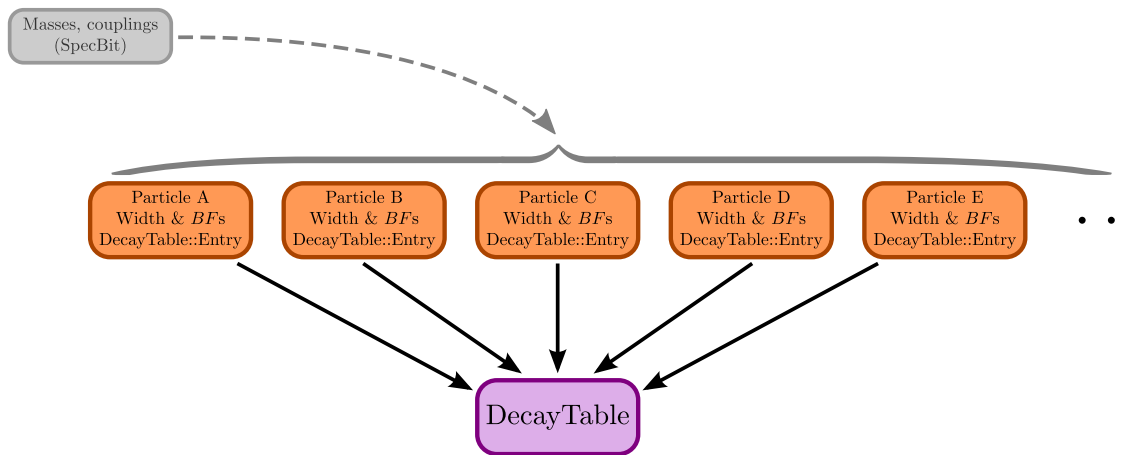 Masses, couplings
(SpecBit)
Particle A
Width & BFs
DecayTable::Entry
Particle B
Width & BFs
DecayTable::Entry
Particle C
Width & BFs
DecayTable::Entry
Particle D
Width & BFs
DecayTable::Entry
Particle E
Width & BFs
DecayTable::Entry
. .
DecayTable